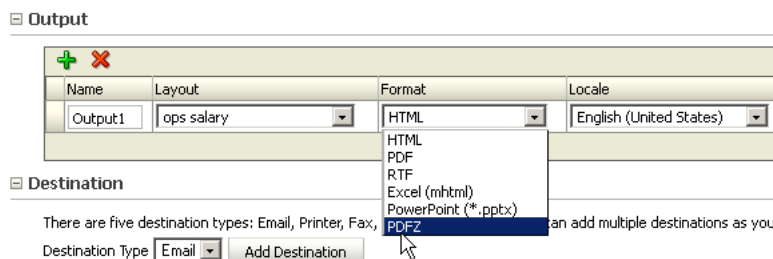 Output
Name Layout Format Locale
Output1 ops salary HTML English (United States)
HTML
PDF
RTF
Excel (mhtml)
PowerPoint (*.pptx)
PDFZ
Destination
There are five destination types: Email, Printer, Fax, can add multiple destinations as you
Destination Type Email Add Destination